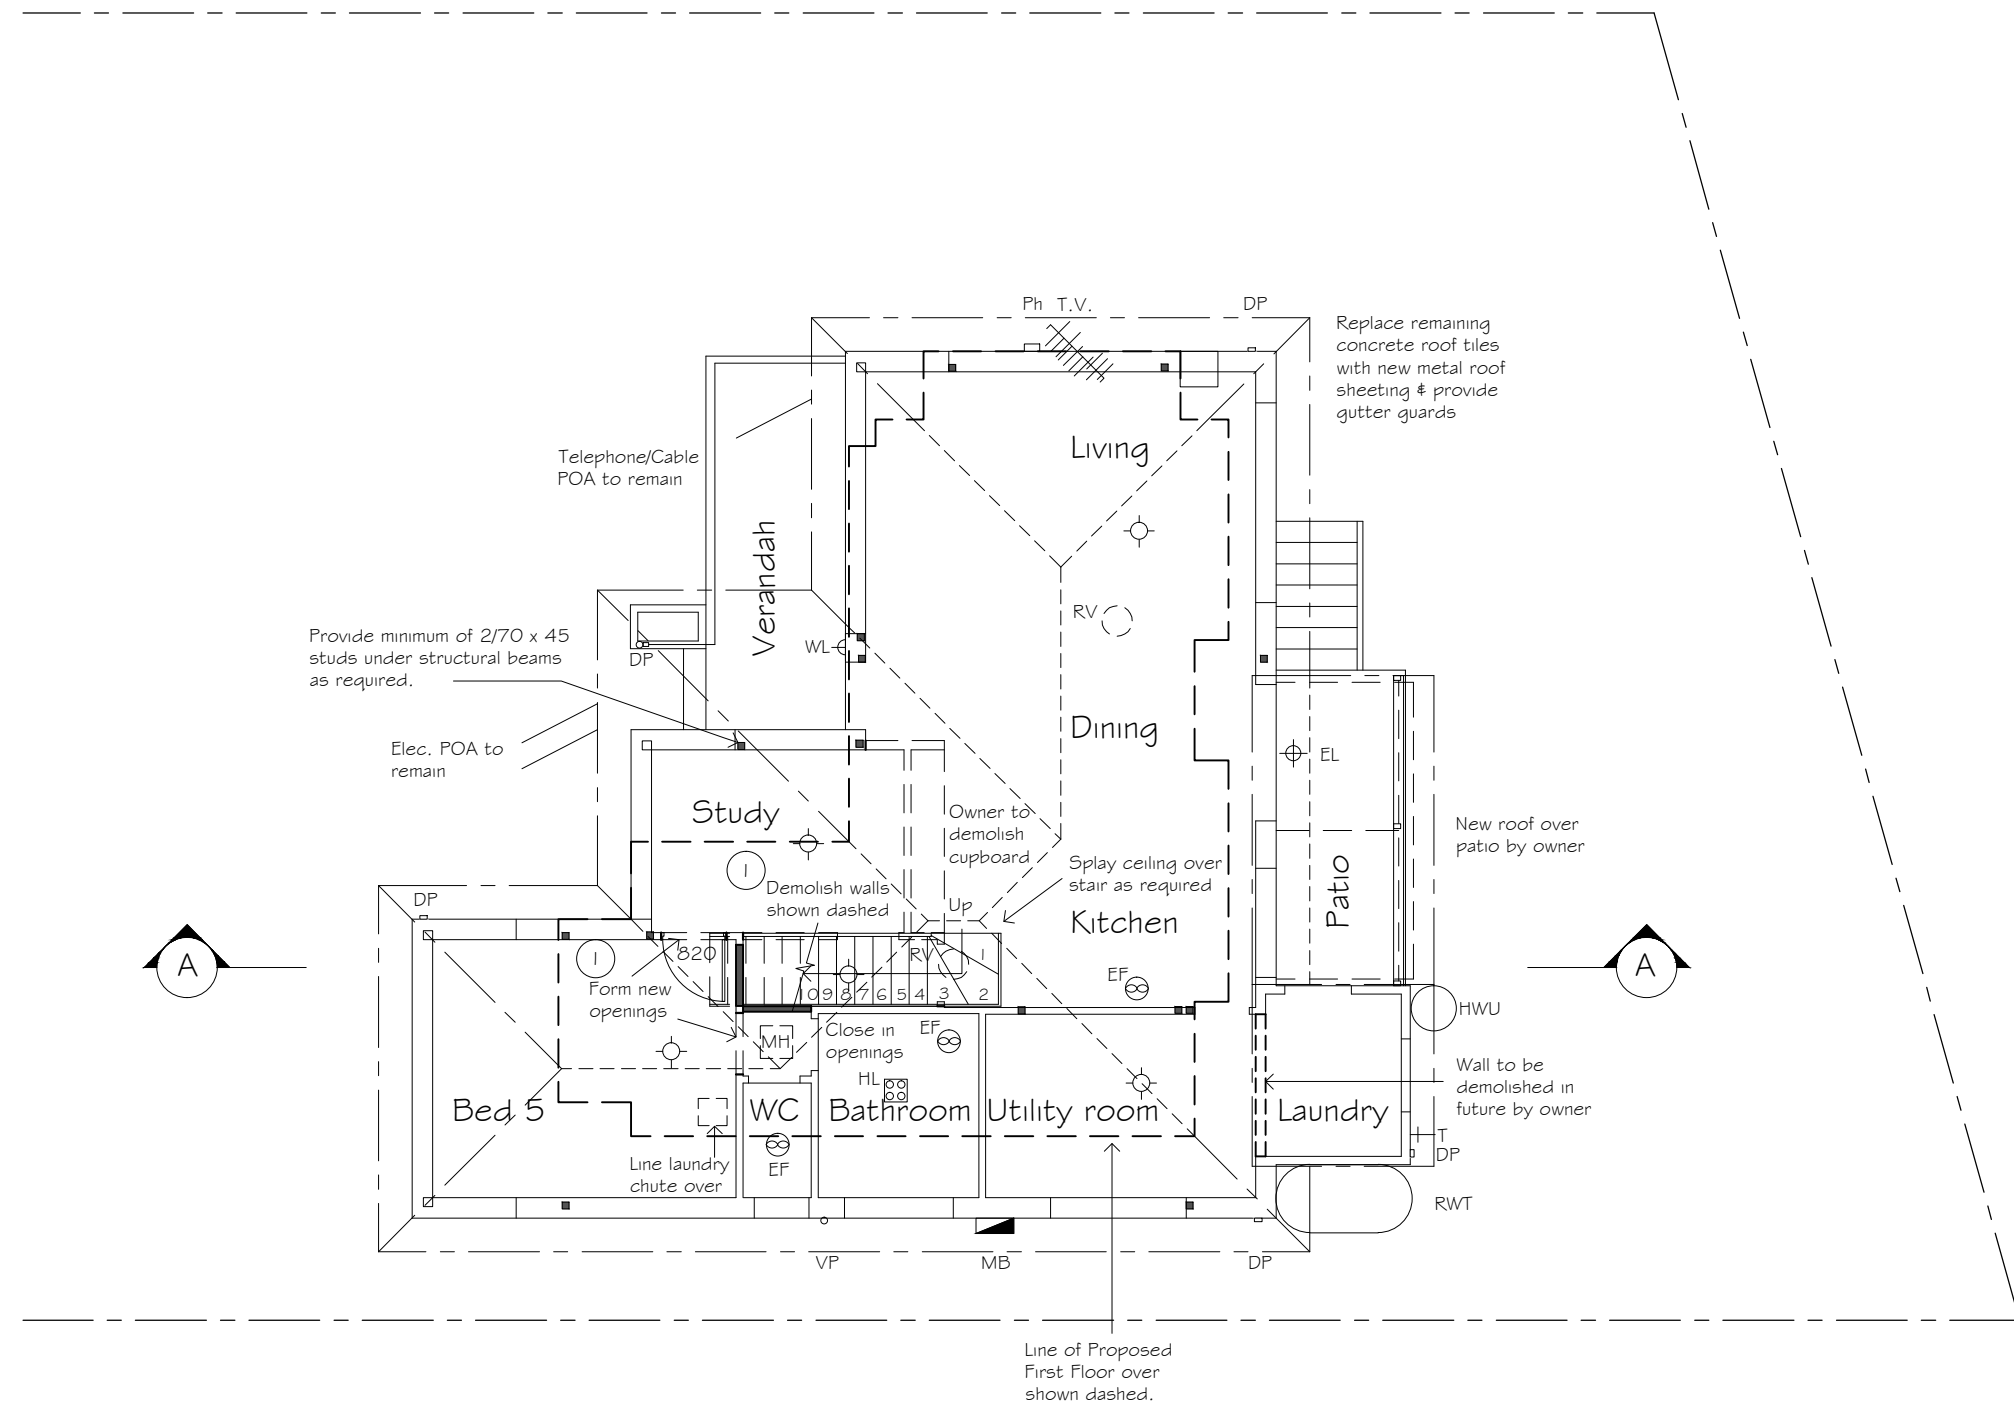 Ph T.V.
DP
Replace remaining
concrete roof tiles
with new metal roof
sheeting & provide
gutter guards
Telephone/Cable
POA to remain
Living
Verandah
RV
Provide minimum of 2/70 x 45
studs under structural beams
as required.
DP
WL
Dining
Elec. POA to
remain
EL
Study
Owner to
demolish
cupboard
New roof over
patio by owner
Patio
1
Demolish walls
shown dashed
Splay ceiling over
stair as required
Up
Kitchen
DP
A
1
820
RV
1
A
EF
Form new
openings
10 9 8 7 6 5 4 3 2
HWU
MH
Close in
openings
EF
HL
Wall to be
demolished in
future by owner
Bed 5
WC
Bathroom
Utility room
Laundry
T
DP
Line laundry
chute over
EF
RWT
VP
MB
DP
Line of Proposed
First Floor over
shown dashed.